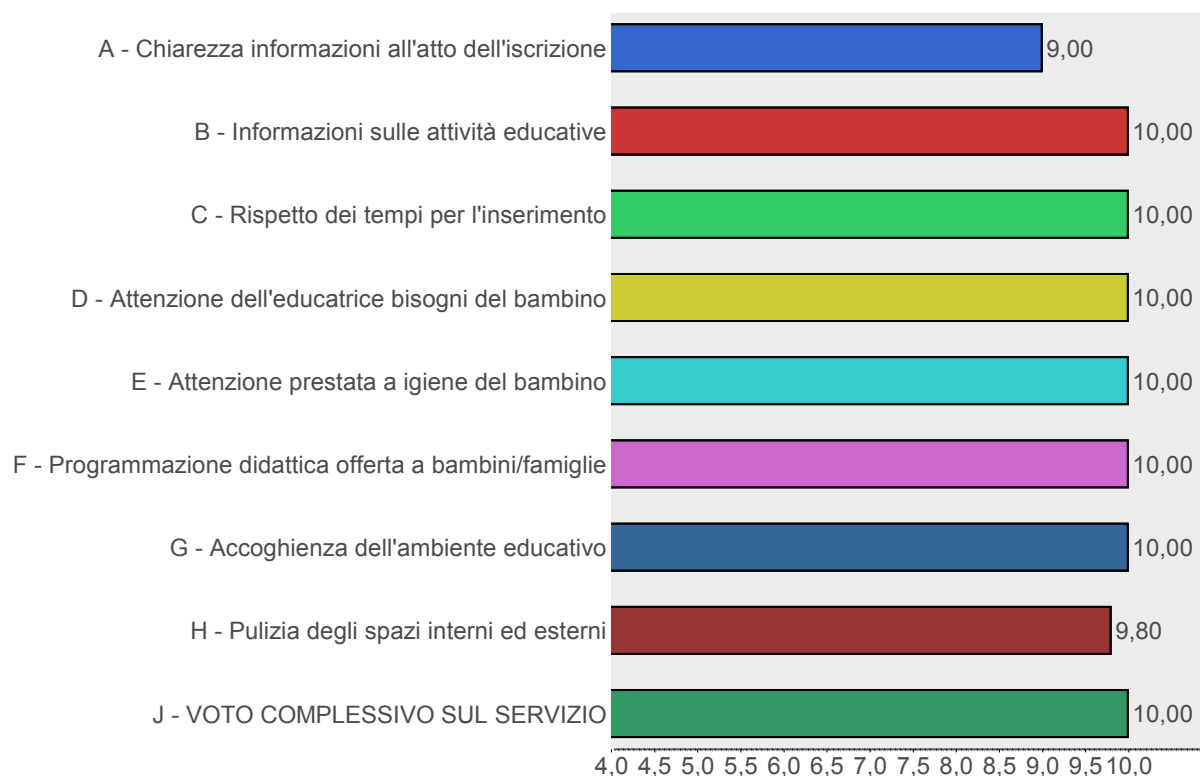 A - Chiarezza informazioni all'atto dell'iscrizione 9,00
B - Informazioni sulle attività educative 10,00
C - Rispetto dei tempi per l'inserimento 10,00
D - Attenzione dell'educatrice bisogni del bambino 10,00
E - Attenzione prestata a igiene del bambino 10,00
F - Programmazione didattica offerta a bambini/famiglie 10,00
G - Accoghienza dell'ambiente educativo 10,00
H - Pulizia degli spazi interni ed esterni 9,80
J - VOTO COMPLESSIVO SUL SERVIZIO 10,00
4,0 4,5 5,0 5,5 6,0 6,5 7,0 7,5 8,0 8,5 9,0 9,5 10,0